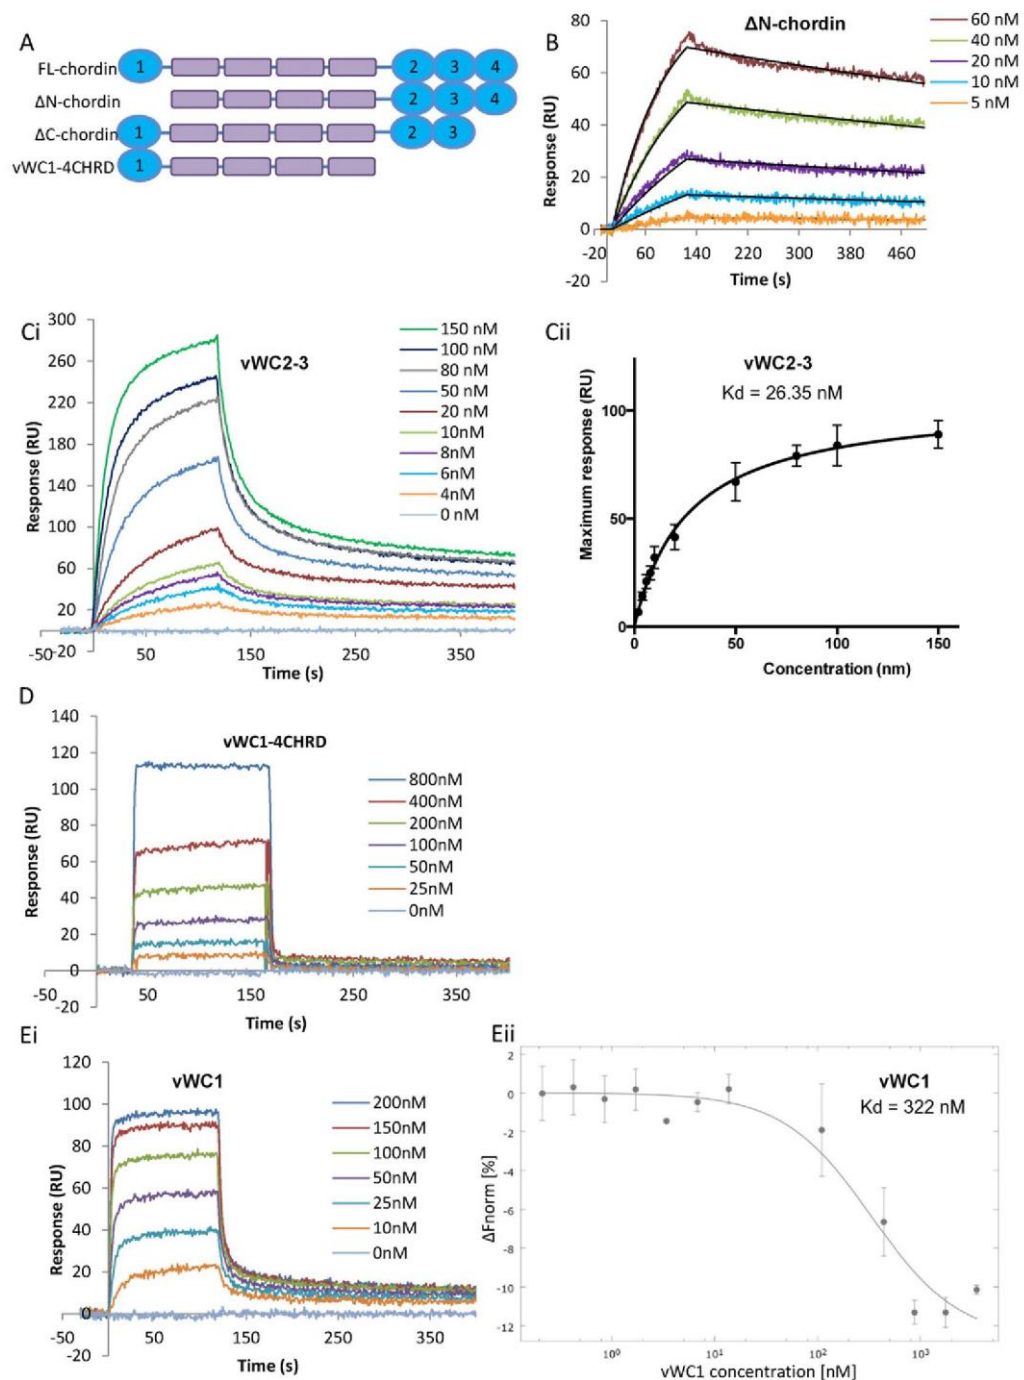 A
FL-chordin 1 2 3 4
ΔN-chordin 2 3 4
ΔC-chordin 1 2 3
vWC1-4CHRD 1
B
ΔN-chordin
60 nM
40 nM
20 nM
10 nM
5 nM
Response (RU)
80
60
40
20
0
-20
-20 60 140 220 300 380 460
Time (s)
Ci
vWC2-3
150 nM
100 nM
80 nM
50 nM
20 nM
10nM
8nM
6nM
4nM
0 nM
Response (RU)
300
260
220
180
140
100
60
20
-20
-50 50 150 250 350
Time (s)
Cii
vWC2-3
Kd = 26.35 nM
Maximum response (RU)
100
50
0
0 50 100 150
Concentration (nm)
D
vWC1-4CHRD
800nM
400nM
200nM
100nM
50nM
25nM
0nM
Response (RU)
140
120
100
80
60
40
20
0
-20
-50 50 150 250 350
Time (s)
Ei
vWC1
200nM
150nM
100nM
50nM
25nM
10nM
0nM
Response (RU)
120
100
80
60
40
20
0
-20
-50 50 150 250 350
Time (s)
Eii
vWC1
Kd = 322 nM
ΔFnorm [%]
2
0
-2
-4
-6
-8
-10
-12
10⁰ 10¹ 10² 10³
vWC1 concentration [nM]